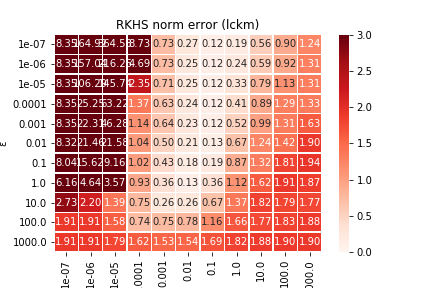 RKHS norm error (lckm)
1e-07 8.35 0.73 0.27 0.12 0.19 0.56 0.90 1.24
1e-06 8.35 4.69 0.73 0.25 0.12 0.24 0.59 0.92 1.31
1e-05 8.35 2.35 0.71 0.25 0.12 0.33 0.79 1.13 1.31
0.0001 8.35 25.25 53.22 1.37 0.63 0.24 0.12 0.41 0.89 1.29 1.33
0.001 8.35 22.31 46.28 1.14 0.64 0.23 0.12 0.52 0.99 1.31 1.63
0.01 8.32 21.46 21.58 1.04 0.50 0.21 0.13 0.67 1.24 1.42 1.90
0.1 8.04 15.62 9.16 1.02 0.43 0.18 0.19 0.87 1.32 1.81 1.94
1.0 6.16 4.64 3.57 0.93 0.36 0.13 0.36 1.12 1.62 1.91 1.87
10.0 2.73 2.20 1.39 0.75 0.26 0.26 0.67 1.37 1.82 1.79 1.77
100.0 1.91 1.91 1.58 0.74 0.75 0.78 1.16 1.66 1.77 1.83 1.88
1000.0 1.91 1.91 1.79 1.62 1.53 1.54 1.69 1.82 1.88 1.90 1.90
ε
1e-07 1e-06 1e-05 0001 0.001 0.01 0.1 1.0 10.0 100.0 000.0
3.0
2.5
2.0
1.5
1.0
0.5
0.0